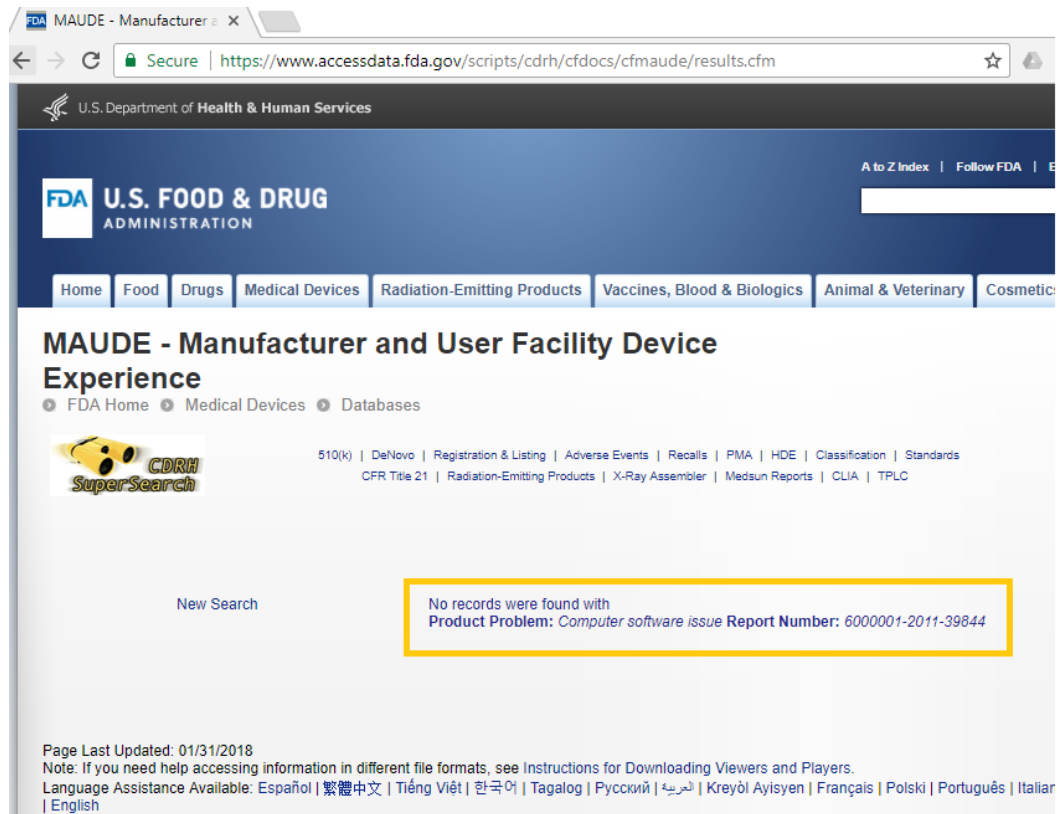 MAUDE - Manufacturer a
Secure | https://www.accessdata.fda.gov/scripts/cdrh/cfdocs/cfmaude/results.cfm
U.S. Department of Health & Human Services
A to Z Index | Follow FDA | E
FDA U.S. FOOD & DRUG
ADMINISTRATION
Home Food Drugs Medical Devices Radiation-Emitting Products Vaccines, Blood & Biologics Animal & Veterinary Cosmetics
MAUDE - Manufacturer and User Facility Device
Experience
FDA Home Medical Devices Databases
CDRH
SuperSearch
510(k) | DeNovo | Registration & Listing | Adverse Events | Recalls | PMA | HDE | Classification | Standards
CFR Title 21 | Radiation-Emitting Products | X-Ray Assembler | Medsun Reports | CLIA | TPLC
New Search
No records were found with
Product Problem: Computer software issue Report Number: 6000001-2011-39844
Page Last Updated: 01/31/2018
Note: If you need help accessing information in different file formats, see Instructions for Downloading Viewers and Players.
Language Assistance Available: Español | 繁體中文 | Tiếng Việt | 한국어 | Tagalog | Русский | العربية | Kreyòl Ayisyen | Français | Polski | Português | Italian
| English